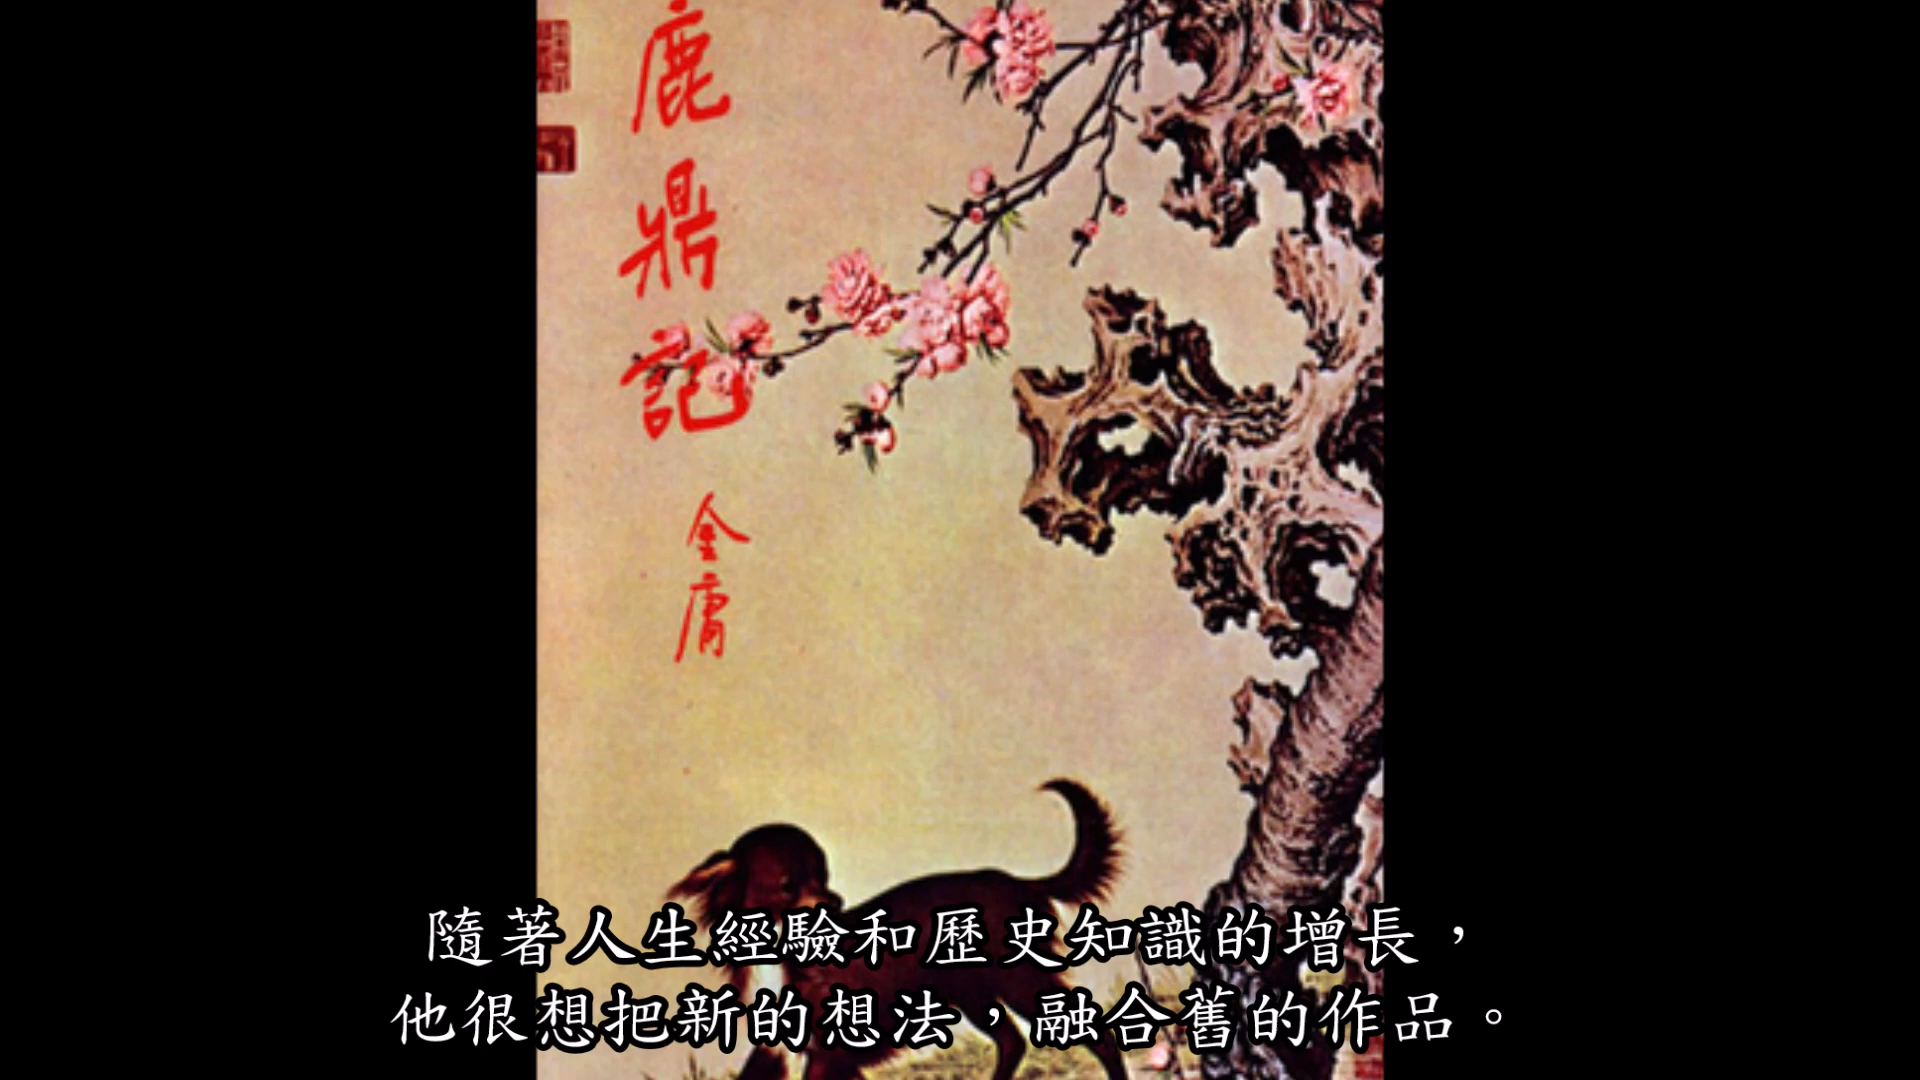 鹿鼎記
金庸
隨著人生經驗和歷史知識的增長，
他很想把新的想法，融合舊的作品。